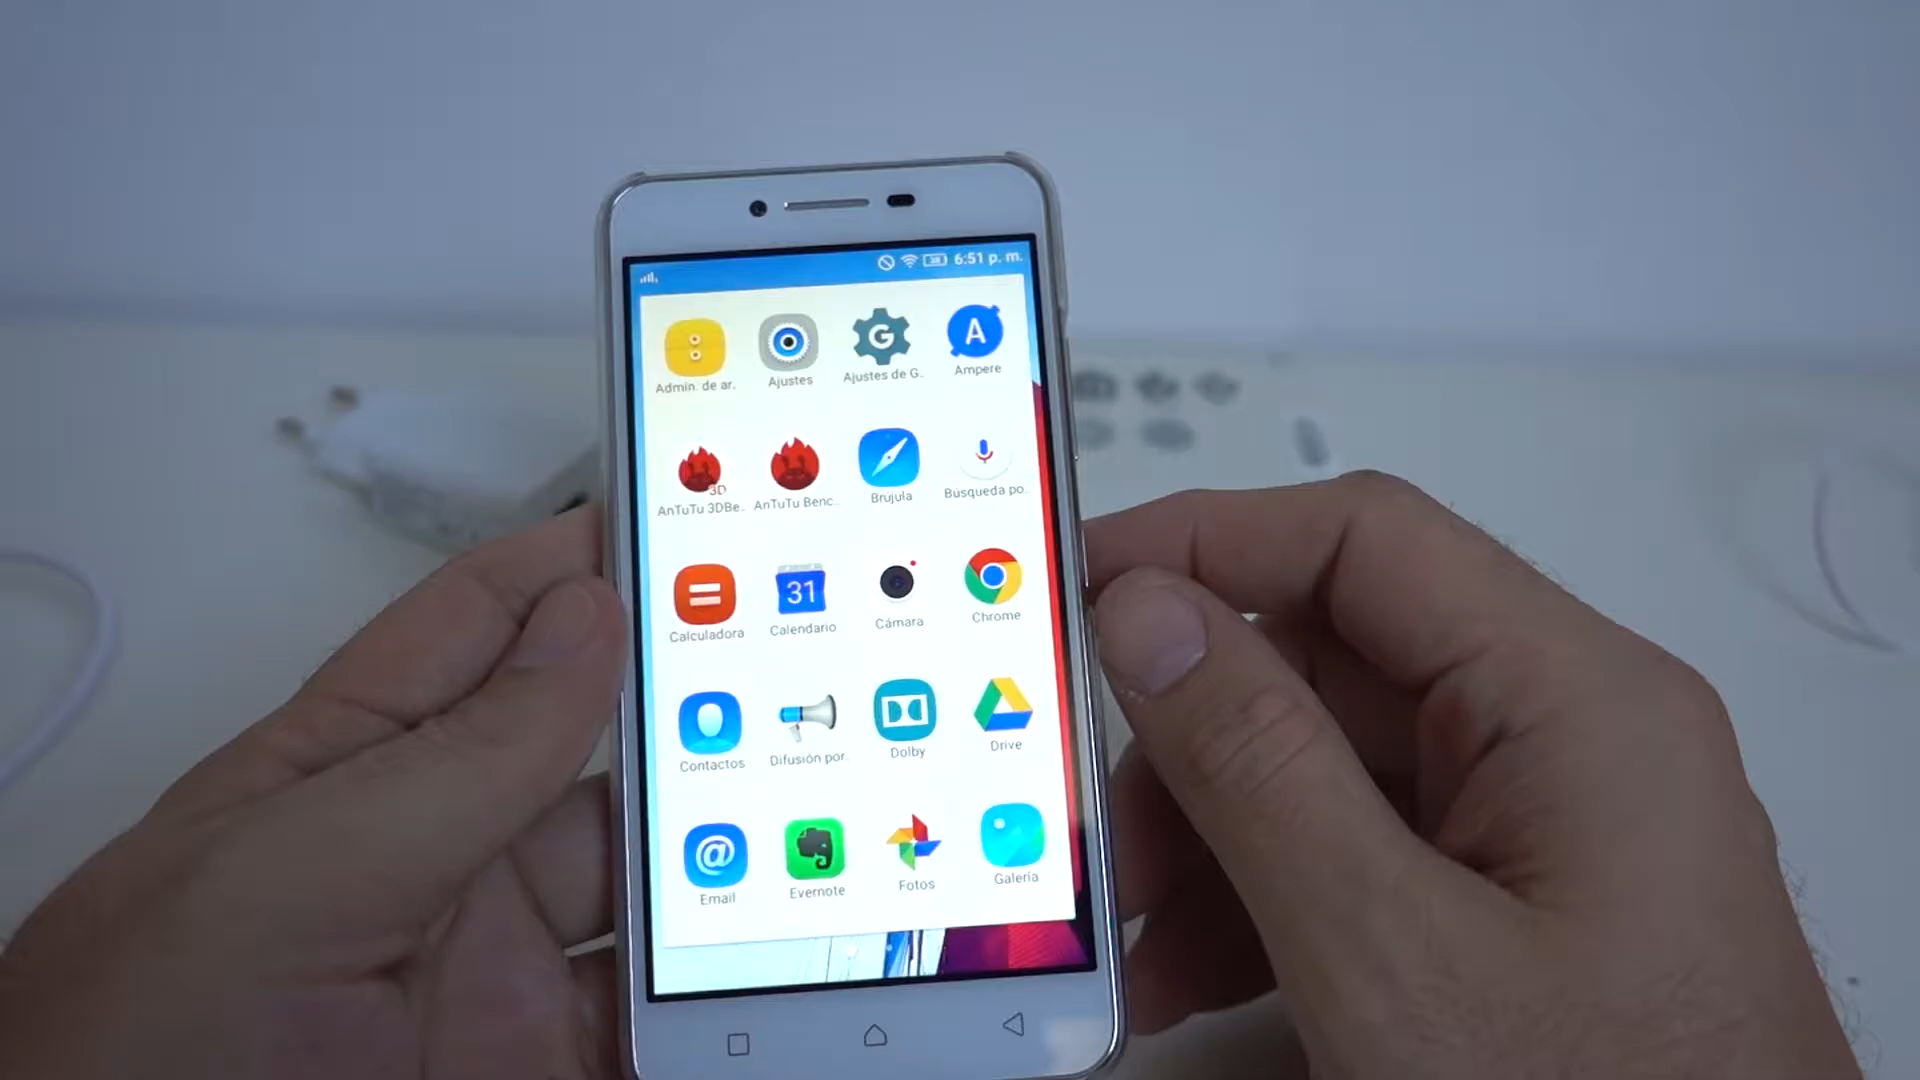 6:51 p. m.
Admin. de ar.
Ajustes
Ajustes de G..
A
Ampere
3D
AnTuTu 3DBe..
AnTuTu Benc..
Brujula
Búsqueda po..
Calculadora
31
Calendario
Cámara
Chrome
Contactos
Difusión por.
Dolby
Drive
@
Email
Evernote
Fotos
Galería